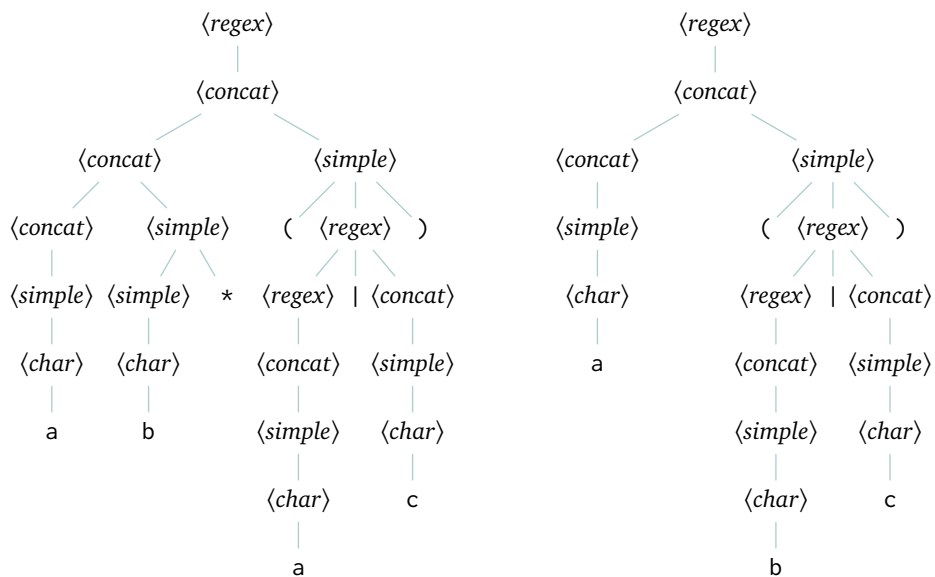 ⟨regex⟩ ⟨regex⟩
⟨concat⟩ ⟨concat⟩
⟨concat⟩ ⟨simple⟩ ⟨concat⟩ ⟨simple⟩
⟨concat⟩ ⟨simple⟩ ( ⟨regex⟩ ) ⟨simple⟩ ( ⟨regex⟩ )
⟨simple⟩ ⟨simple⟩ * ⟨regex⟩ | ⟨concat⟩ ⟨char⟩ ⟨regex⟩ | ⟨concat⟩
⟨char⟩ ⟨char⟩ ⟨concat⟩ ⟨simple⟩ a ⟨concat⟩ ⟨simple⟩
a b ⟨simple⟩ ⟨char⟩ ⟨simple⟩ ⟨char⟩
⟨char⟩ c ⟨char⟩ c
a b